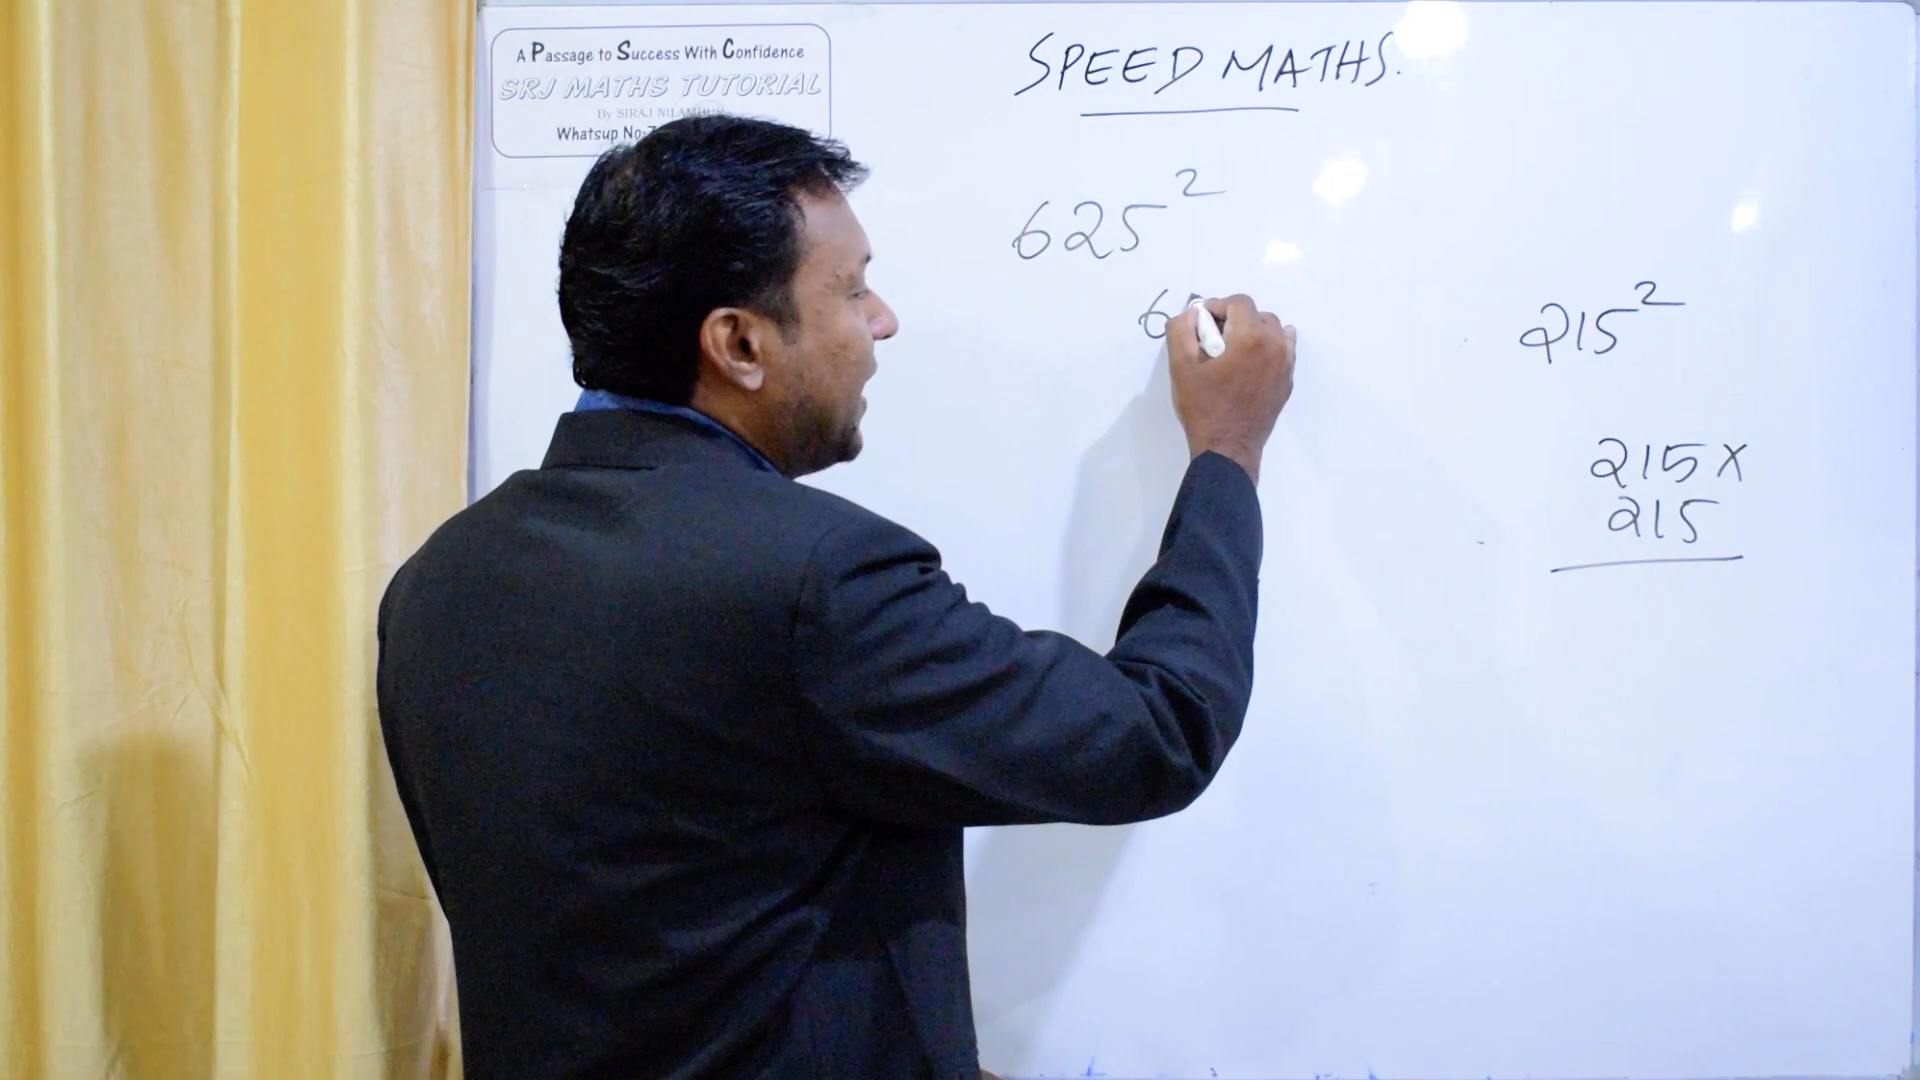 A Passage to Success With Confidence
SRJ MATHS TUTORIAL
By SIRAJ NILAMBUR
Whatsup No:7
SPEED MATHS.
625²
6
215²
215 x
215